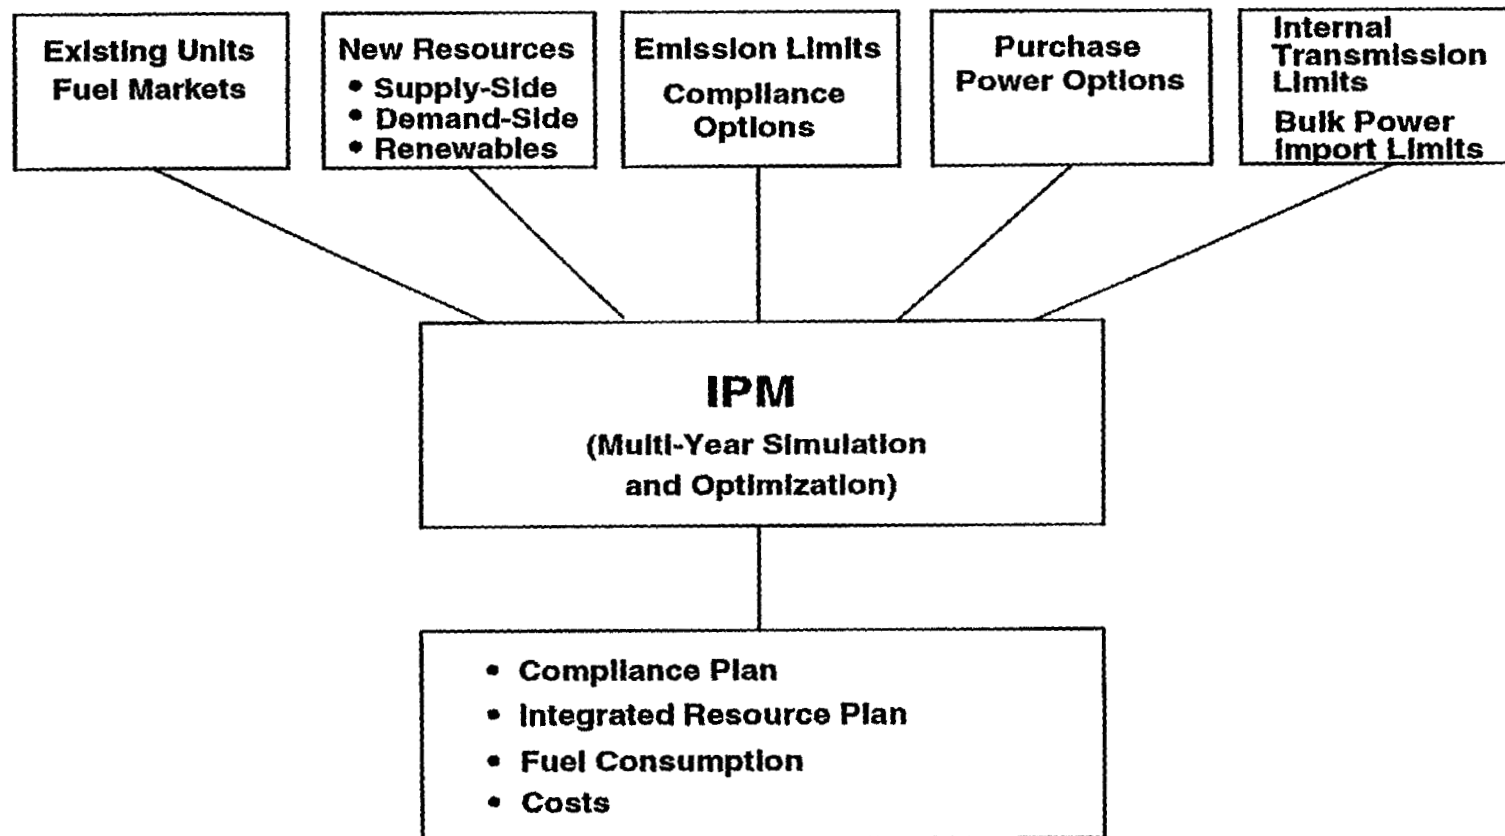 Existing Units
Fuel Markets
New Resources
• Supply-Side
• Demand-Side
• Renewables
Emission Limits
Compliance
Options
Purchase
Power Options
Internal
Transmission
Limits
Bulk Power
Import Limits
IPM
(Multi-Year Simulation
and Optimization)
• Compliance Plan
• Integrated Resource Plan
• Fuel Consumption
• Costs